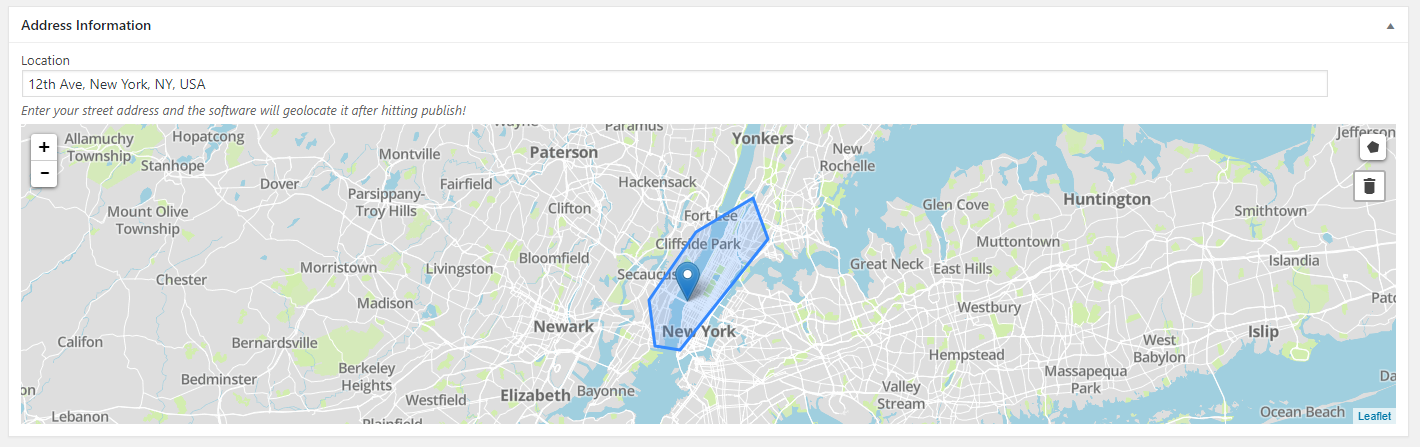 Address Information
Location
12th Ave, New York, NY, USA
Enter your street address and the software will geolocate it after hitting publish!
+
−
Allamuchy
Township
Hopatcong
Stanhope
Dover
Mount Olive
Township
Chester
Califon
Bernardsville
Bedminster
Lebanon
Parsippany-
Troy Hills
Montville
Fairfield
Morristown
Madison
Berkeley
Heights
Livingston
Wayne
Paterson
Clifton
Bloomfield
Newark
Elizabeth
Westfield
Plainfield
Bayonne
Paramus
Hackensack
Fort Lee
Cliffside Park
Secaucus
New York
Yonkers
New
Rochelle
Great Neck
East Hills
Glen Cove
Muttontown
Huntington
Smithtown
Islandia
Westbury
Hempstead
Valley
Stream
Massapequa
Park
West
Babylon
Islip
Ocean Beach
Jefferson
Leaflet